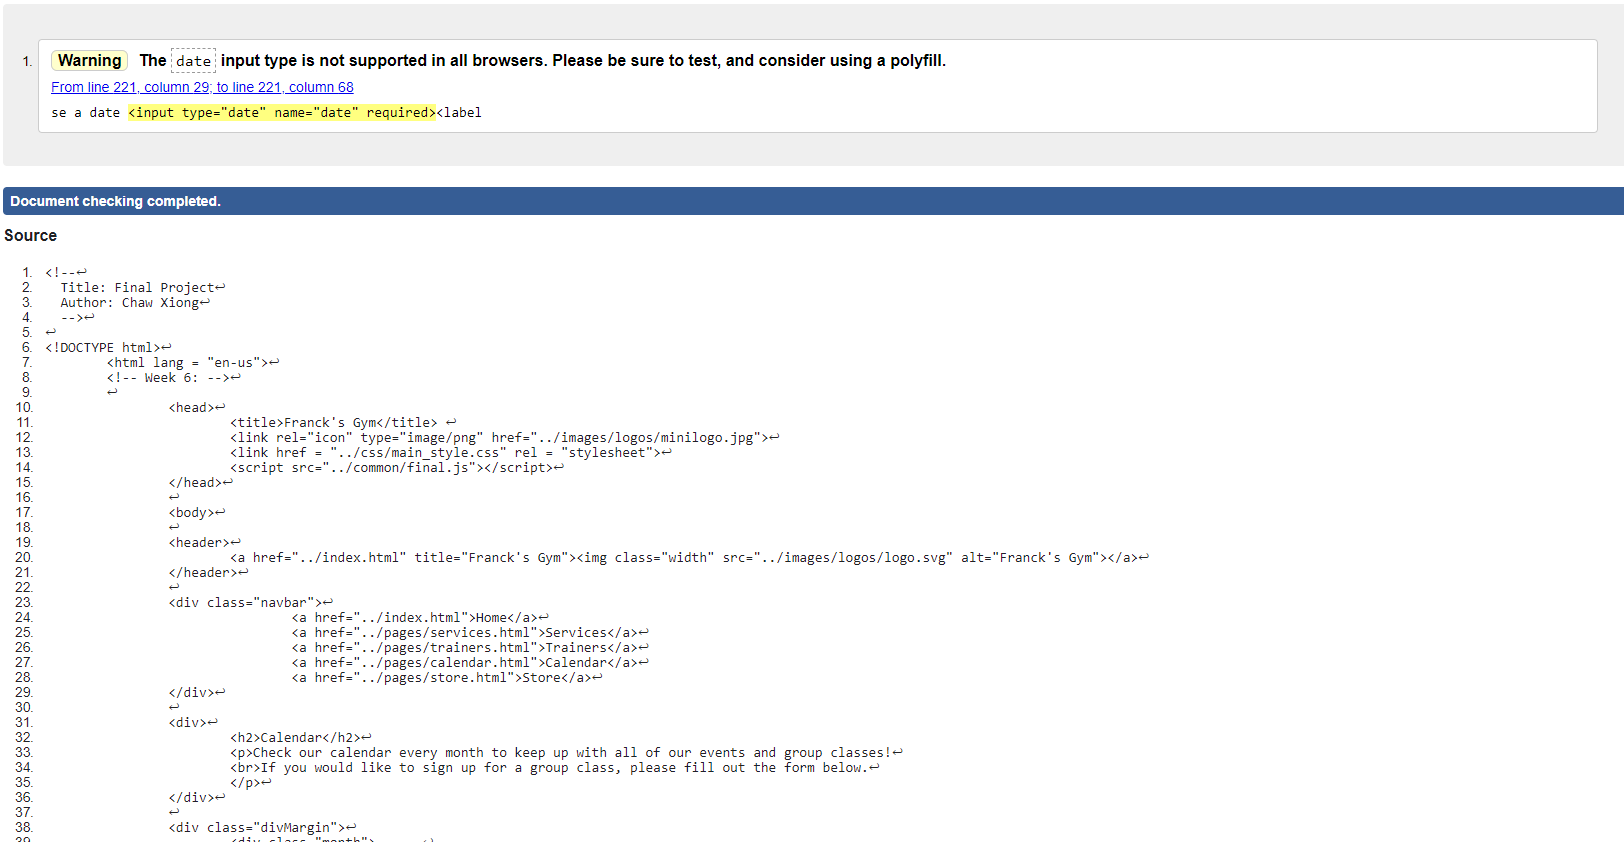 1. Warning The date input type is not supported in all browsers. Please be sure to test, and consider using a polyfill.
From line 221, column 29; to line 221, column 68
se a date <input type="date" name="date" required><label
Document checking completed.
Source
1. <!--↩
2.   Title: Final Project↩
3.   Author: Chaw Xiong↩
4.   -->↩
5. ↩
6. <!DOCTYPE html>↩
7.         <html lang = "en-us">↩
8.         <!-- Week 6: -->↩
9.         ↩
10.                 <head>↩
11.                         <title>Franck's Gym</title> ↩
12.                         <link rel="icon" type="image/png" href="../images/logos/minilogo.jpg">↩
13.                         <link href = "../css/main_style.css" rel = "stylesheet">↩
14.                         <script src="../common/final.js"></script>↩
15.                 </head>↩
16.                 ↩
17.                 <body>↩
18.                 ↩
19.                 <header>↩
20.                         <a href="../index.html" title="Franck's Gym"><img class="width" src="../images/logos/logo.svg" alt="Franck's Gym"></a>↩
21.                 </header>↩
22.                 ↩
23.                 <div class="navbar">↩
24.                                 <a href="../index.html">Home</a>↩
25.                                 <a href="../pages/services.html">Services</a>↩
26.                                 <a href="../pages/trainers.html">Trainers</a>↩
27.                                 <a href="../pages/calendar.html">Calendar</a>↩
28.                                 <a href="../pages/store.html">Store</a>↩
29.                 </div>↩
30.                 ↩
31.                 <div>↩
32.                         <h2>Calendar</h2>↩
33.                         <p>Check our calendar every month to keep up with all of our events and group classes!↩
34.                         <br>If you would like to sign up for a group class, please fill out the form below.↩
35.                         </p>↩
36.                 </div>↩
37.                 ↩
38.                 <div class="divMargin">↩
39.                         <div class="month">      ↩